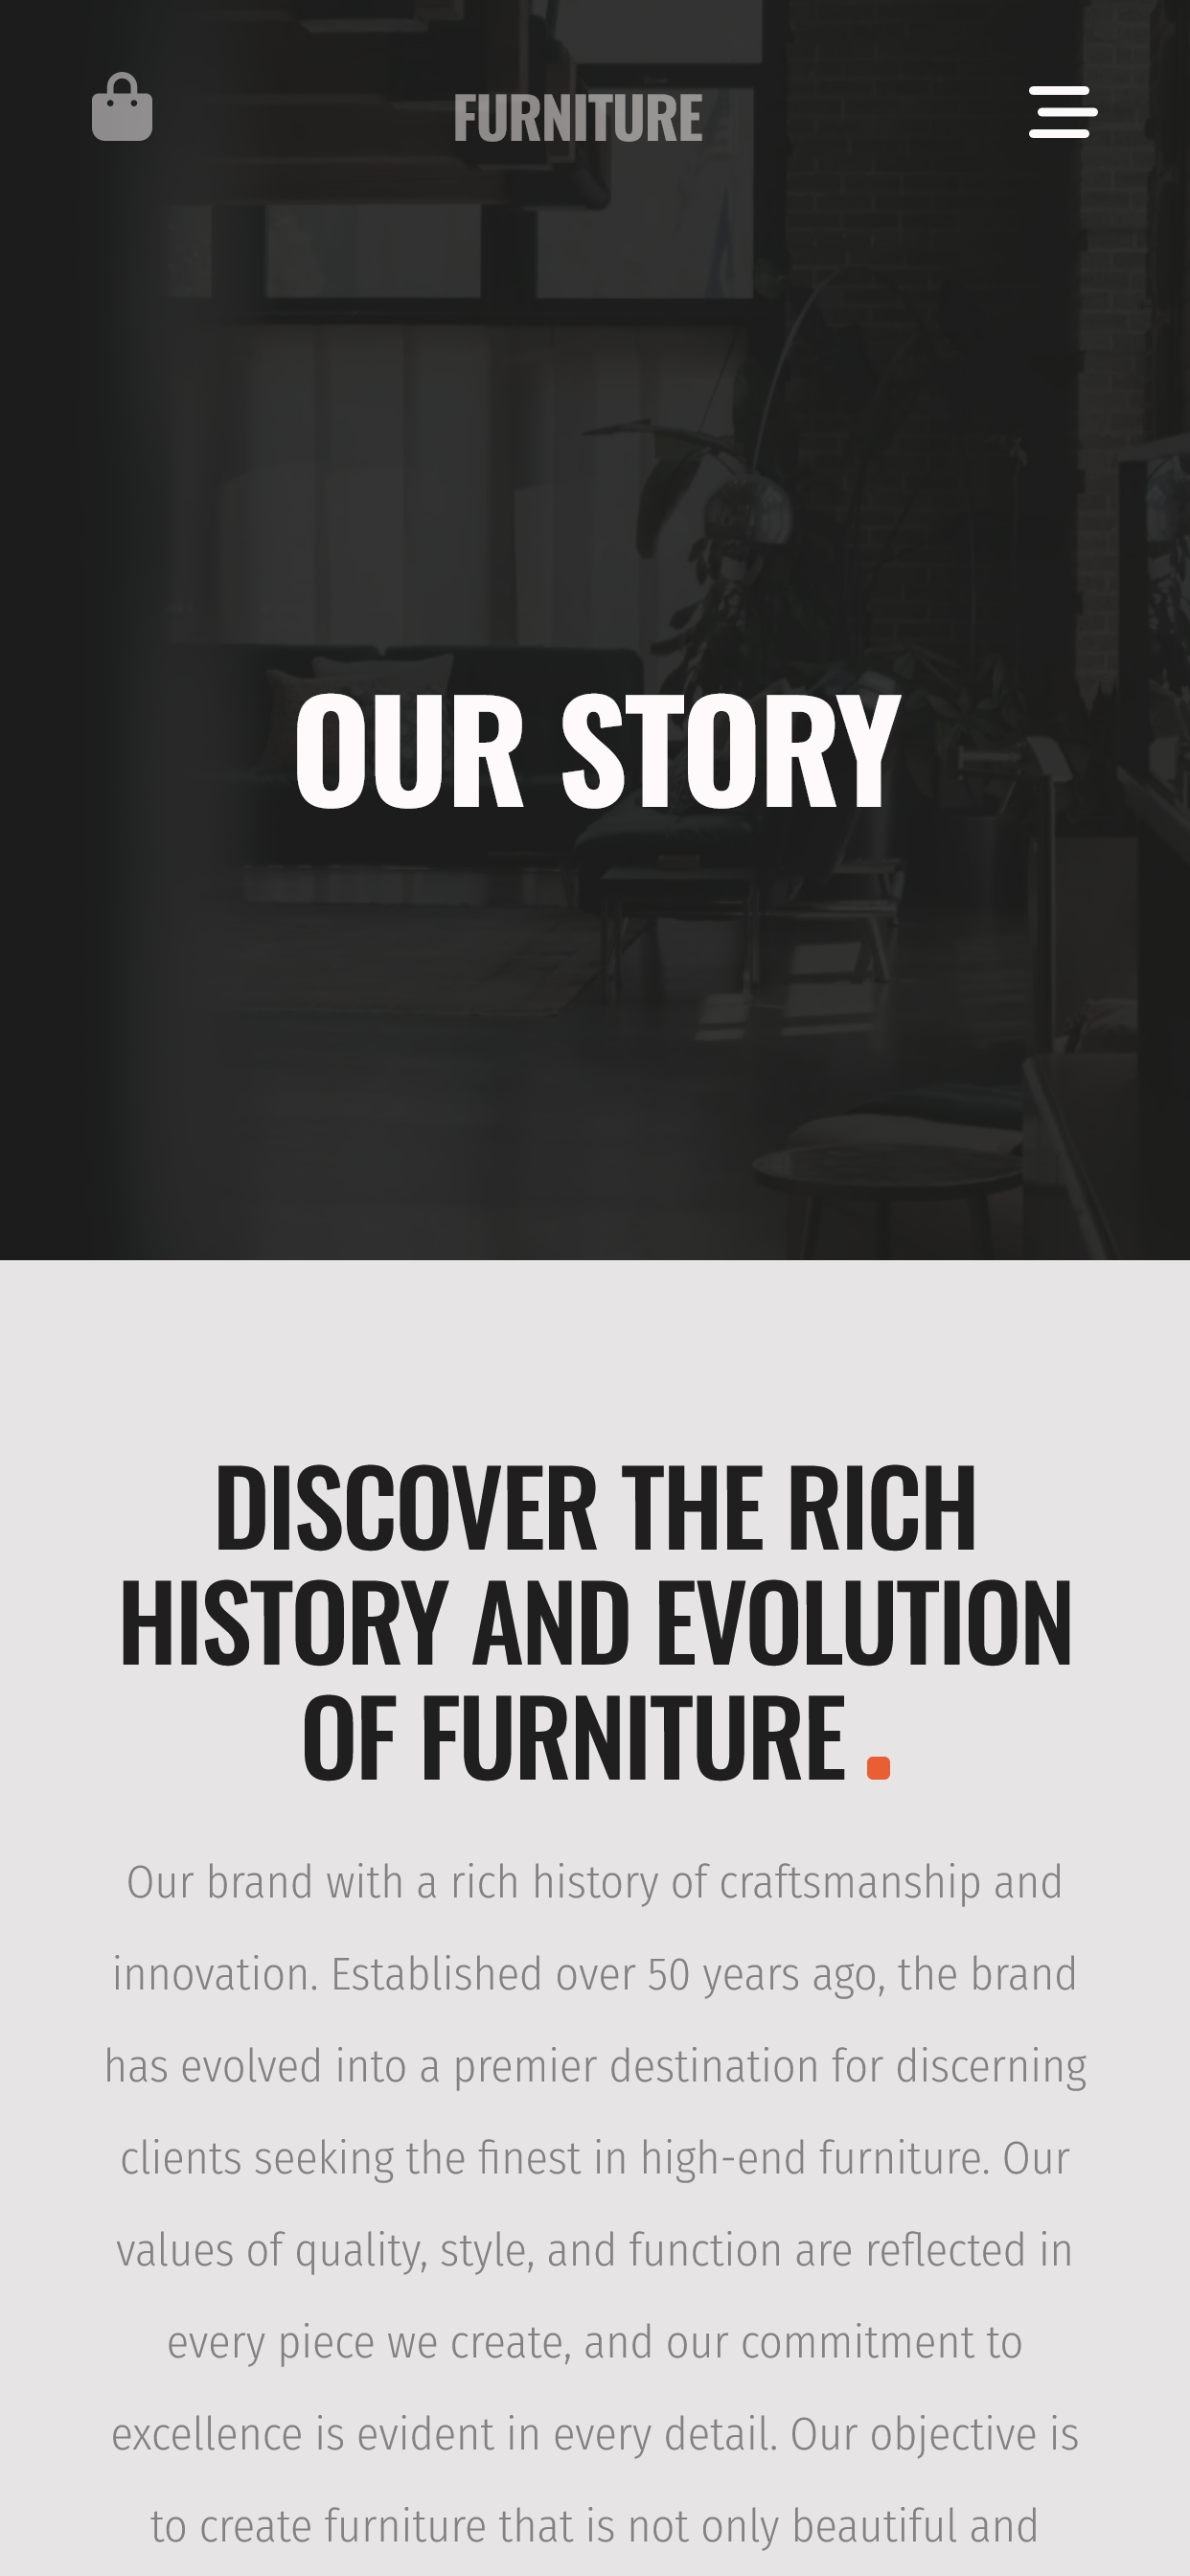 FURNITURE
OUR STORY
DISCOVER THE RICH
HISTORY AND EVOLUTION
OF FURNITURE .
Our brand with a rich history of craftsmanship and
innovation. Established over 50 years ago, the brand
has evolved into a premier destination for discerning
clients seeking the finest in high-end furniture. Our
values of quality, style, and function are reflected in
every piece we create, and our commitment to
excellence is evident in every detail. Our objective is
to create furniture that is not only beautiful and